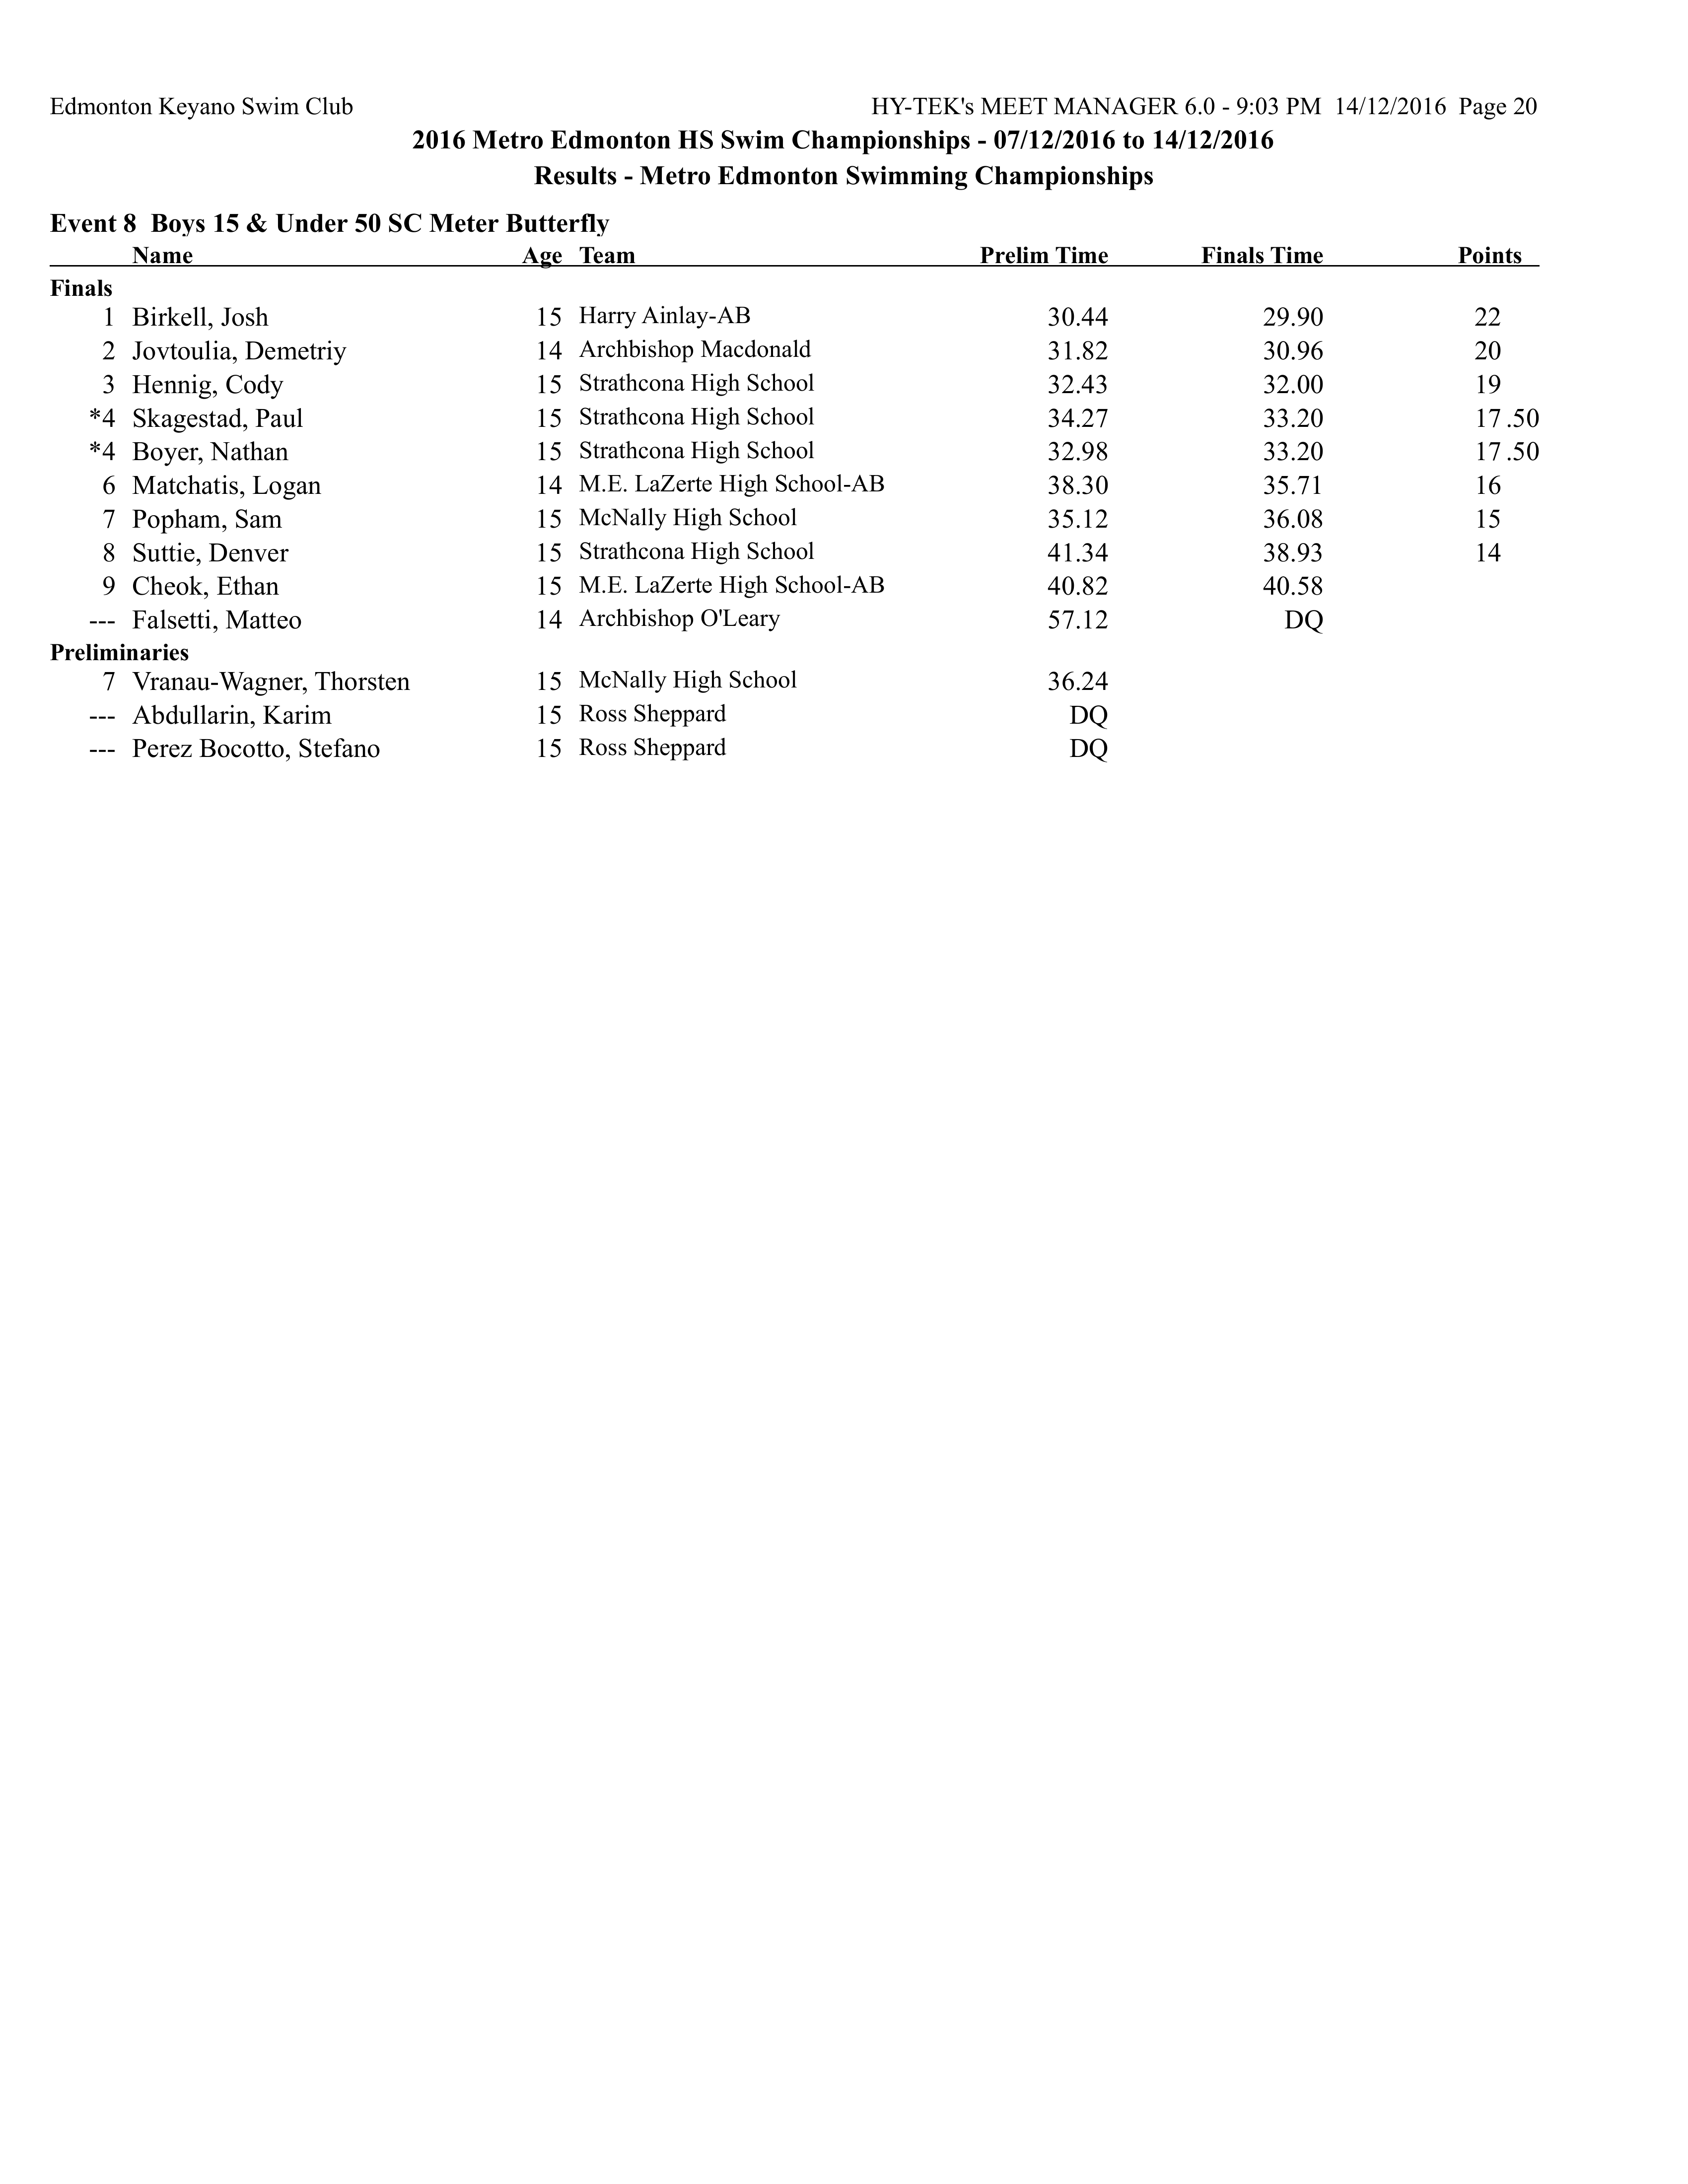 Edmonton Keyano Swim Club HY-TEK's MEET MANAGER 6.0 - 9:03 PM 14/12/2016 Page 20
2016 Metro Edmonton HS Swim Championships - 07/12/2016 to 14/12/2016
Results - Metro Edmonton Swimming Championships
Event 8 Boys 15 & Under 50 SC Meter Butterfly
Name Age Team Prelim Time Finals Time Points
Finals
1 Birkell, Josh 15 Harry Ainlay-AB 30.44 29.90 22
2 Jovtoulia, Demetriy 14 Archbishop Macdonald 31.82 30.96 20
3 Hennig, Cody 15 Strathcona High School 32.43 32.00 19
*4 Skagestad, Paul 15 Strathcona High School 34.27 33.20 17.50
*4 Boyer, Nathan 15 Strathcona High School 32.98 33.20 17.50
6 Matchatis, Logan 14 M.E. LaZerte High School-AB 38.30 35.71 16
7 Popham, Sam 15 McNally High School 35.12 36.08 15
8 Suttie, Denver 15 Strathcona High School 41.34 38.93 14
9 Cheok, Ethan 15 M.E. LaZerte High School-AB 40.82 40.58
--- Falsetti, Matteo 14 Archbishop O'Leary 57.12 DQ
Preliminaries
7 Vranau-Wagner, Thorsten 15 McNally High School 36.24
--- Abdullarin, Karim 15 Ross Sheppard DQ
--- Perez Bocotto, Stefano 15 Ross Sheppard DQ